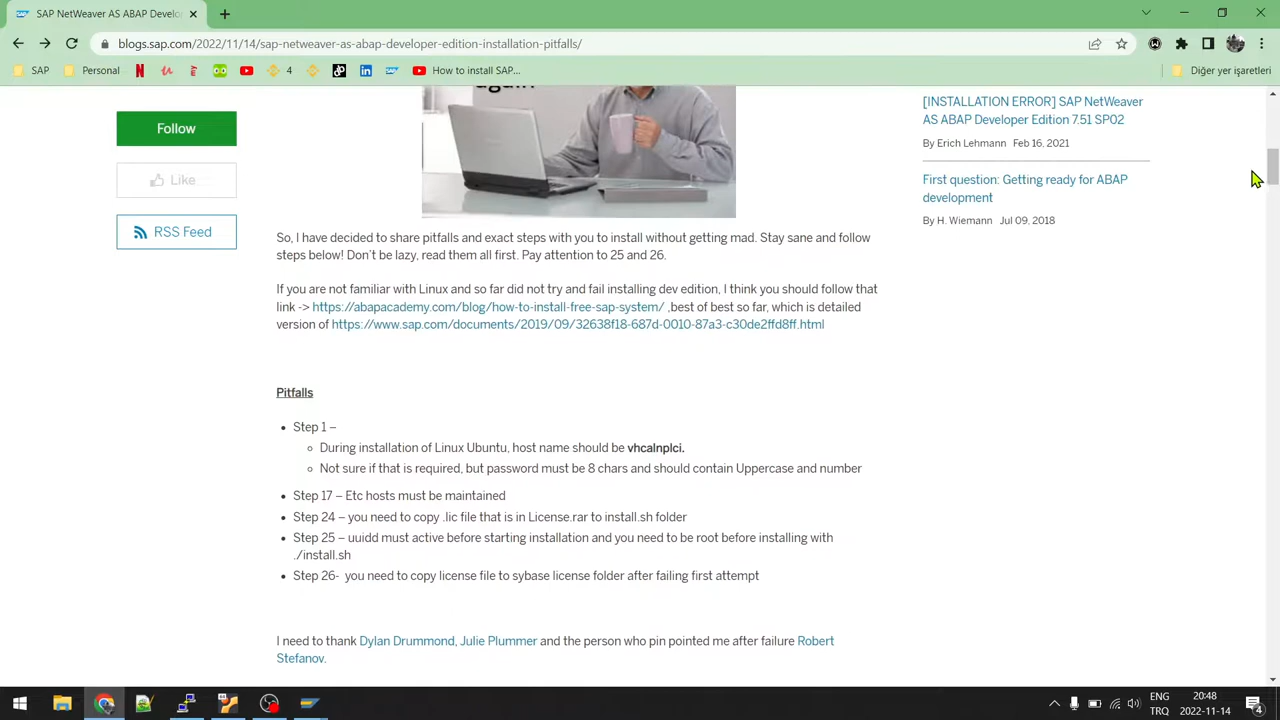 SAP NetWeaver AS ABAP Develo
blogs.sap.com/2022/11/14/sap-netweaver-as-abap-developer-edition-installation-pitfalls/
SAP
Personal
4
How to install SAP...
Diğer yer işaretleri
again
Follow
Like
RSS Feed
[INSTALLATION ERROR] SAP NetWeaver
AS ABAP Developer Edition 7.51 SP02
By Erich Lehmann Feb 16, 2021
First question: Getting ready for ABAP
development
By H. Wiemann Jul 09, 2018
So, I have decided to share pitfalls and exact steps with you to install without getting mad. Stay sane and follow
steps below! Don't be lazy, read them all first. Pay attention to 25 and 26.
If you are not familiar with Linux and so far did not try and fail installing dev edition, I think you should follow that
link -> https://abapacademy.com/blog/how-to-install-free-sap-system/ ,best of best so far, which is detailed
version of https://www.sap.com/documents/2019/09/32638f18-687d-0010-87a3-c30de2ffd8ff.html
Pitfalls
Step 1 –
During installation of Linux Ubuntu, host name should be vhcalnplci.
Not sure if that is required, but password must be 8 chars and should contain Uppercase and number
Step 17 – Etc hosts must be maintained
Step 24 – you need to copy .lic file that is in License.rar to install.sh folder
Step 25 – uuidd must active before starting installation and you need to be root before installing with
./install.sh
Step 26- you need to copy license file to sybase license folder after failing first attempt
I need to thank Dylan Drummond, Julie Plummer and the person who pin pointed me after failure Robert
Stefanov.
ENG
TRQ
20:48
2022-11-14
4